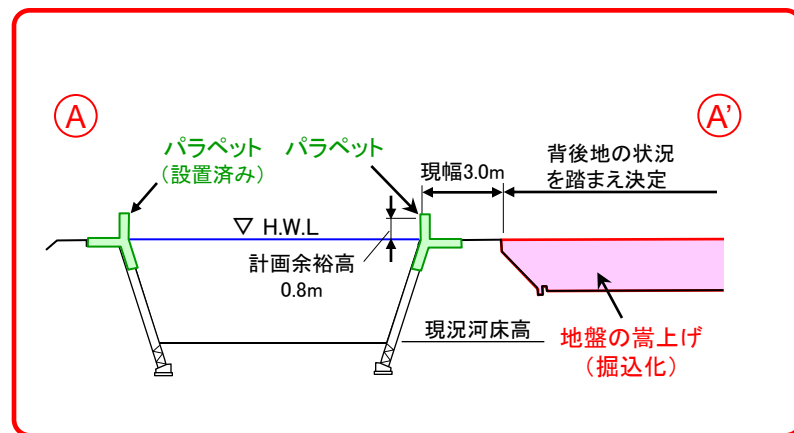 A
A'
パラペット
(設置済み)
パラペット
現幅3.0m
背後地の状況
を踏まえ決定
▽ H.W.L
計画余裕高
0.8m
現況河床高
地盤の嵩上げ
(掘込化)